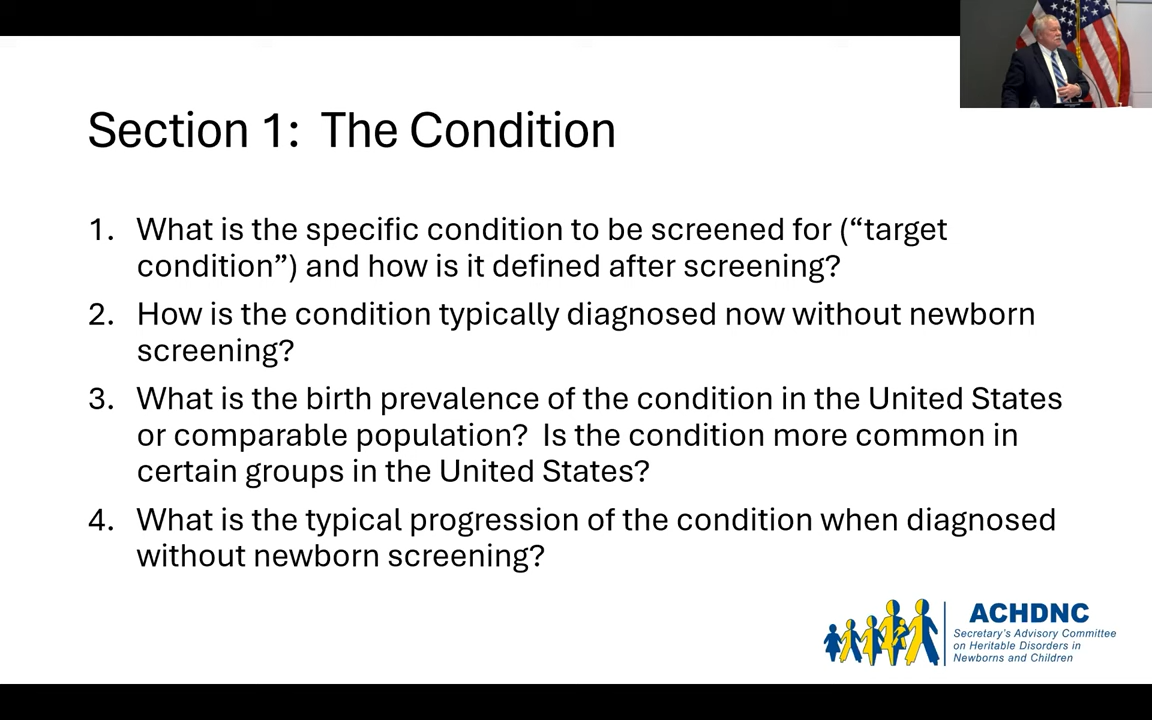 Section 1:  The Condition
1. What is the specific condition to be screened for (“target
condition”) and how is it defined after screening?
2. How is the condition typically diagnosed now without newborn
screening?
3. What is the birth prevalence of the condition in the United States
or comparable population?  Is the condition more common in
certain groups in the United States?
4. What is the typical progression of the condition when diagnosed
without newborn screening?
ACHDNC
Secretary’s Advisory Committee
on Heritable Disorders in
Newborns and Children